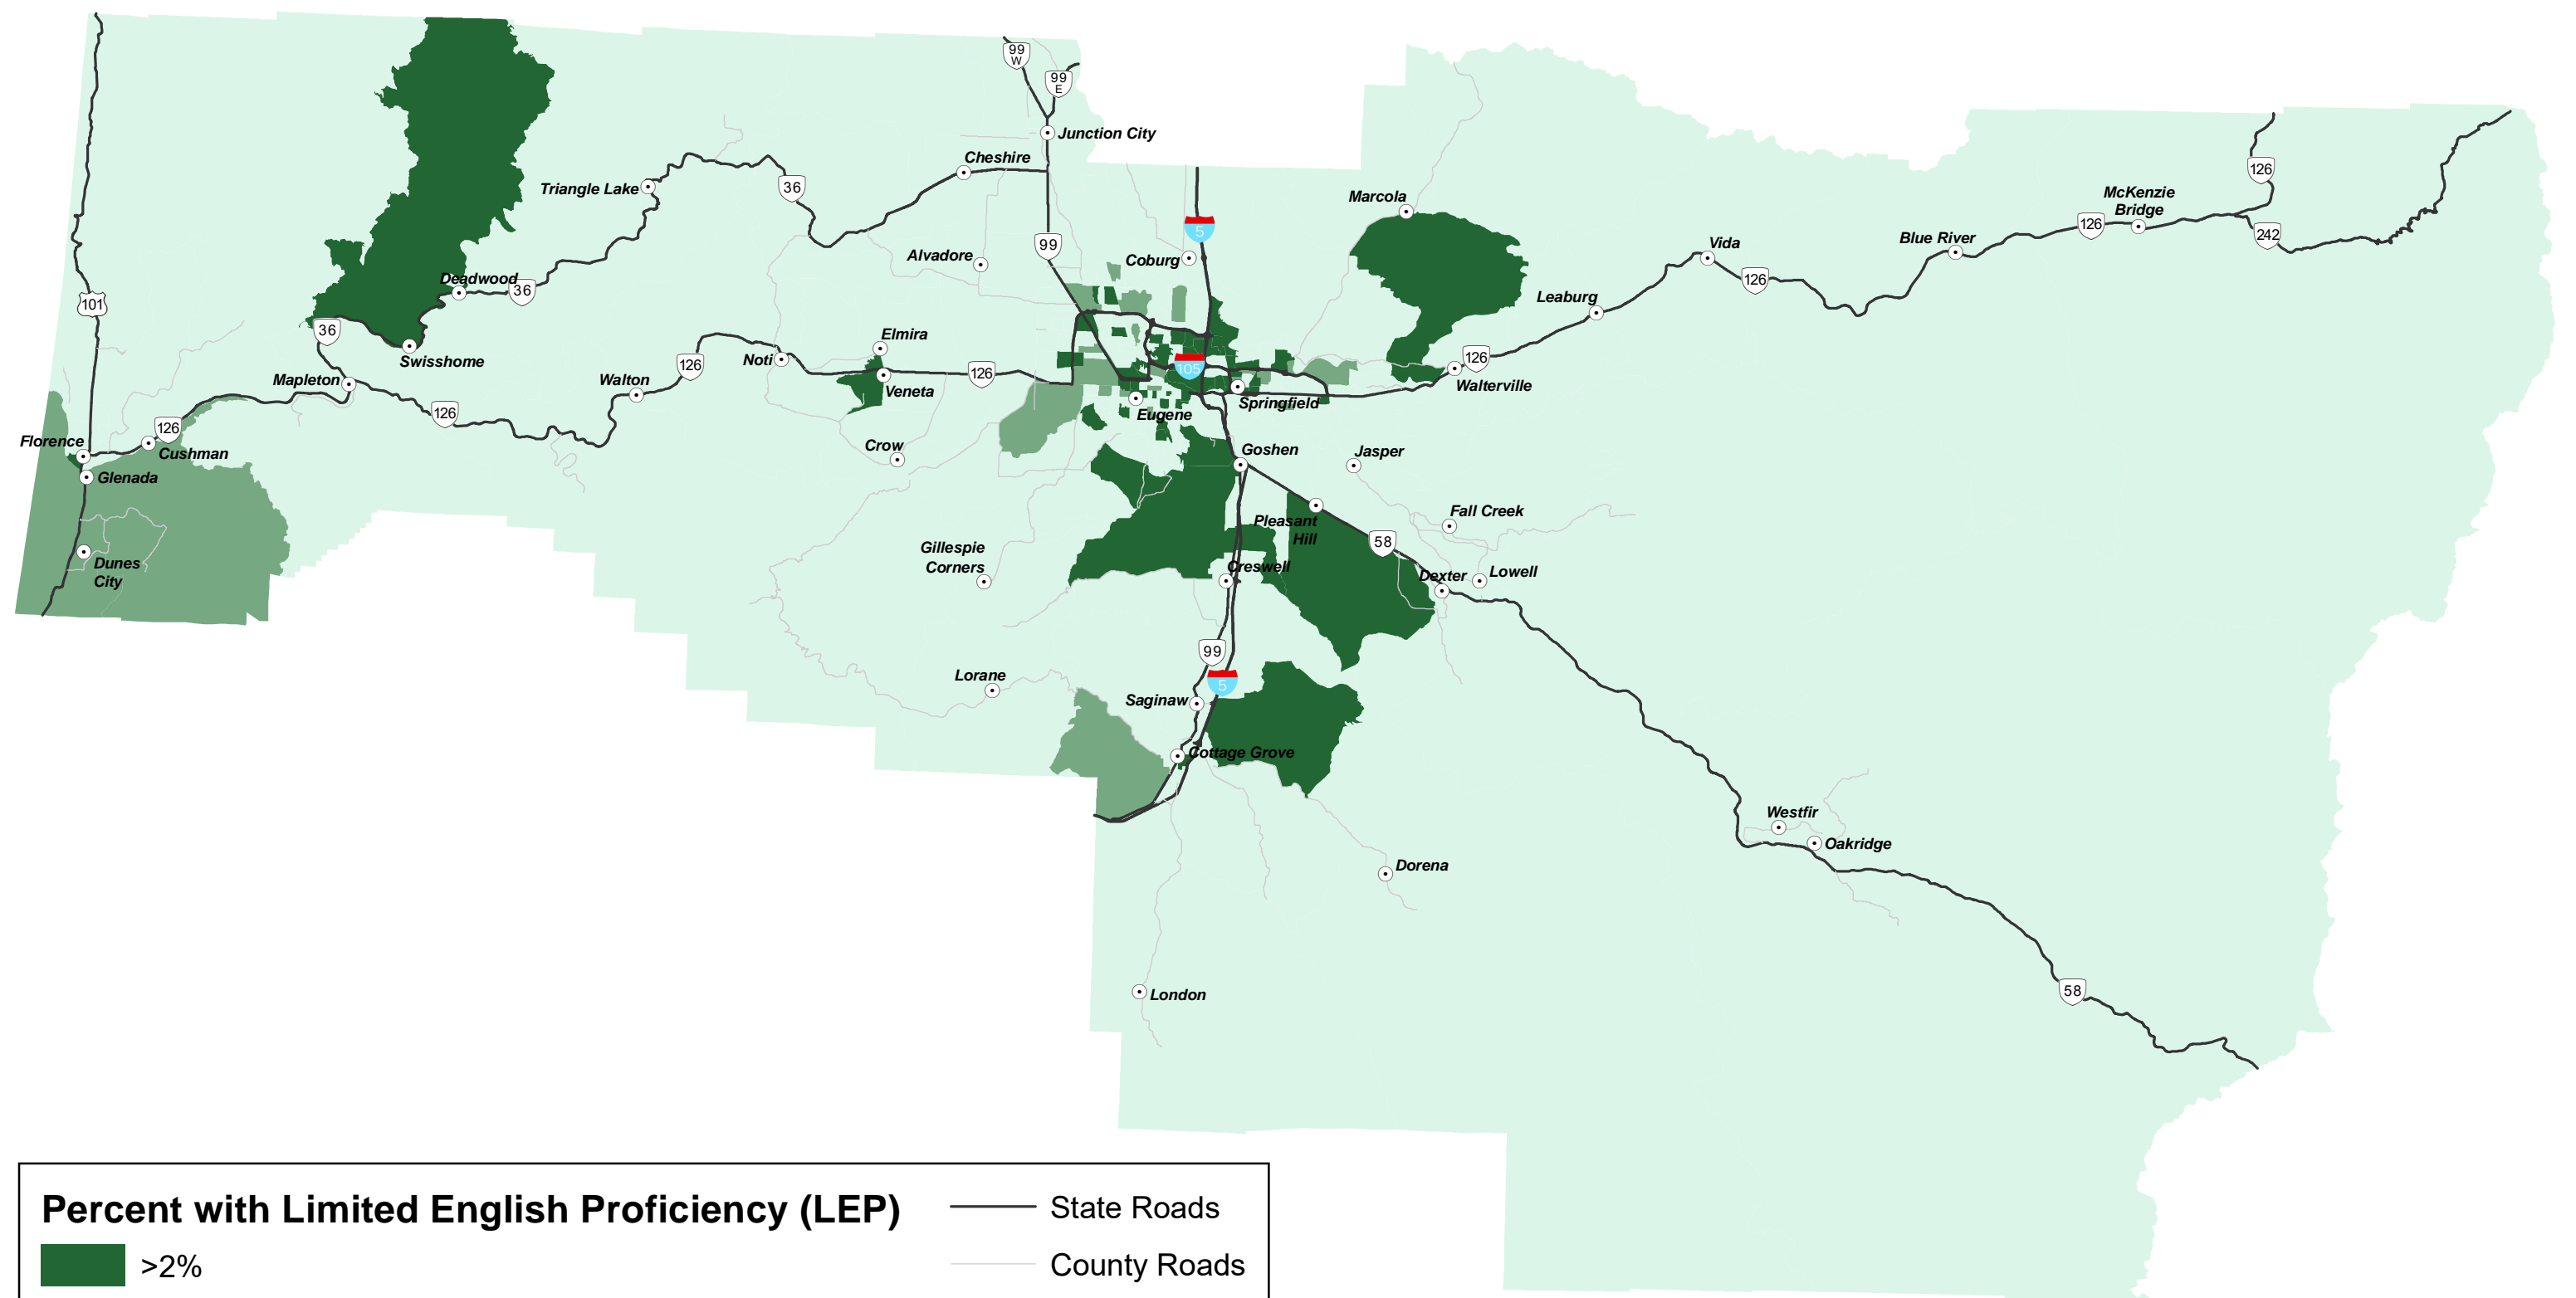 99
W
99
E
Junction City
Cheshire
Triangle Lake
36
Marcola
126
McKenzie
Bridge
126
242
5
Blue River
Vida
99
Alvadore
Coburg
126
Deadwood
36
101
Leaburg
36
Elmira
Swisshome
Noti
126
105
126
Walterville
Mapleton
Walton
126
Veneta
Springfield
126
Eugene
126
Florence
Cushman
Crow
Goshen
Jasper
Glenada
Fall Creek
Pleasant
Hill
58
Gillespie
Corners
Creswell
Dexter
Lowell
Dunes
City
99
Lorane
5
Saginaw
Cottage Grove
Westfir
Oakridge
Dorena
London
58
Percent with Limited English Proficiency (LEP)
State Roads
>2%
County Roads